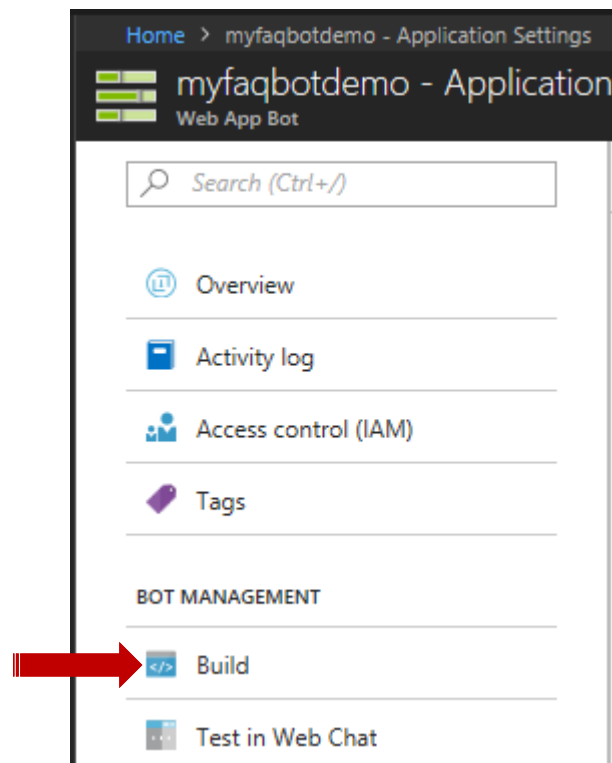 Home > myfaqbotdemo - Application Settings
myfaqbotdemo - Application
Web App Bot
Search (Ctrl+/)
Overview
Activity log
Access control (IAM)
Tags
BOT MANAGEMENT
Build
Test in Web Chat